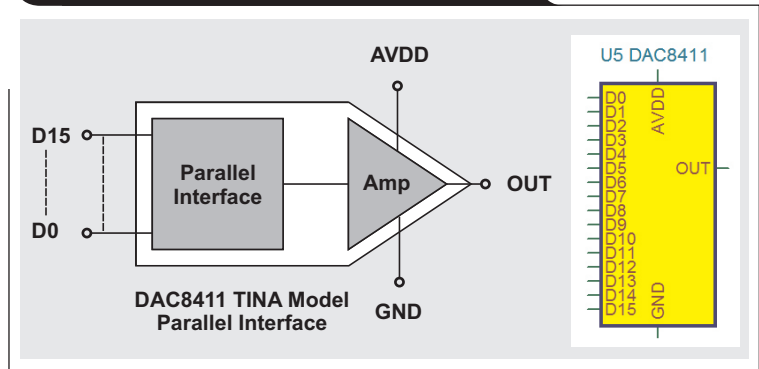 AVDD
D15
Parallel
Interface
Amp
OUT
D0
DAC8411 TINA Model
Parallel Interface
GND
U5 DAC8411
D0
D1
D2
D3
D4
D5
D6
D7
D8
D9
D10
D11
D12
D13
D14
D15
AVDD
OUT
GND